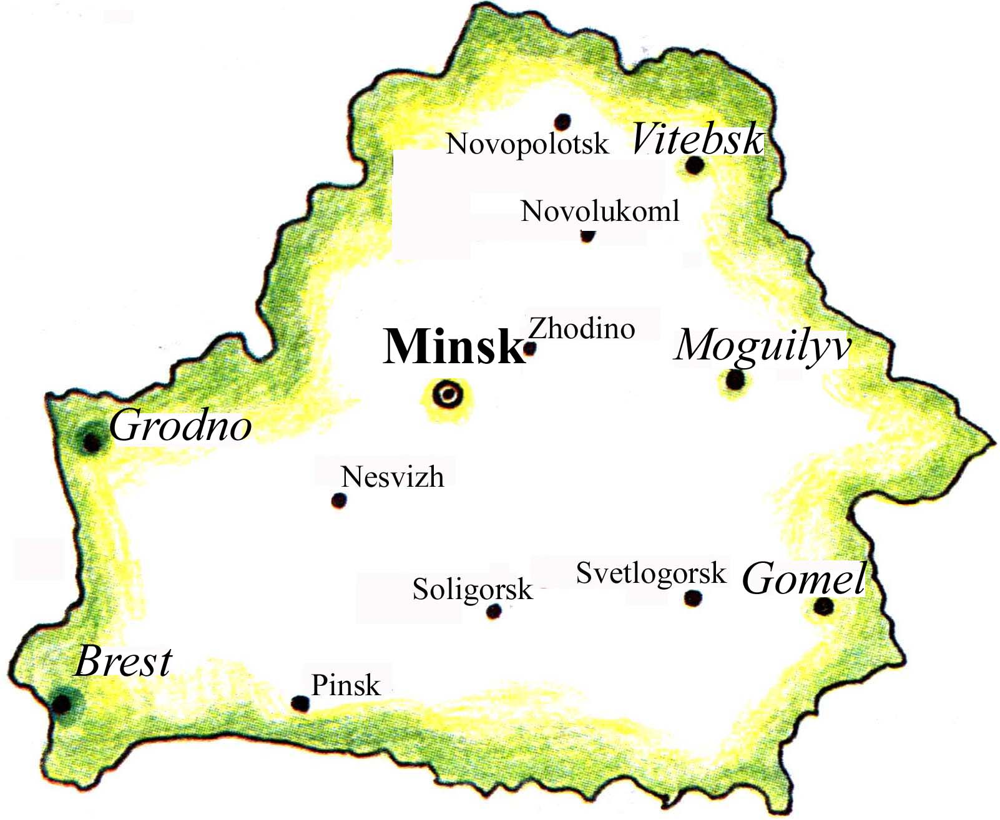 Novopolotsk
Vitebsk
Novolukoml
Minsk
Zhodino
Moguilyv
Grodno
Nesvizh
Soligorsk
Svetlogorsk
Gomel
Brest
Pinsk